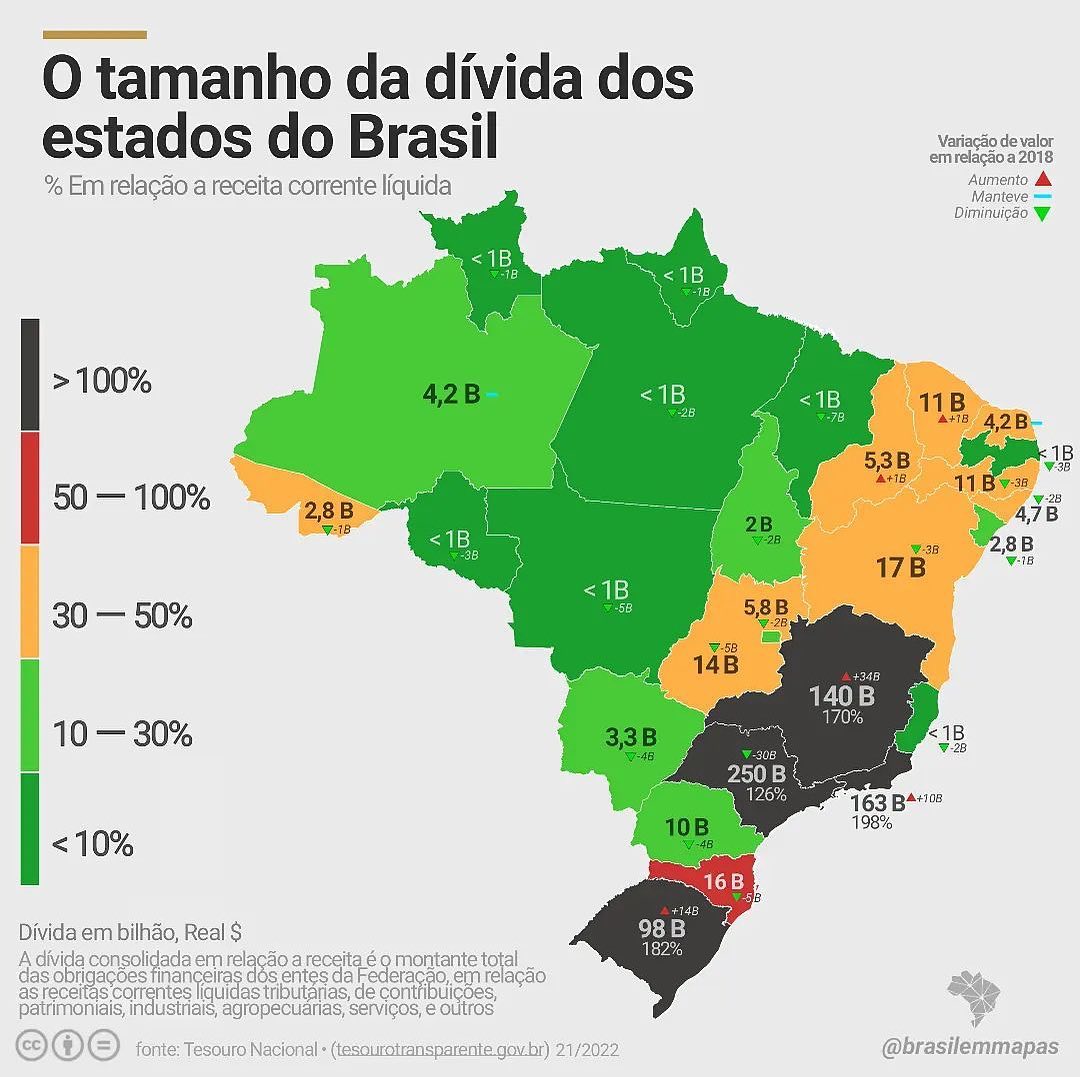 O tamanho da dívida dos
estados do Brasil
% Em relação a receita corrente líquida
Variação de valor
em relação a 2018
Aumento
Manteve
Diminuição
> 100%
50 — 100%
30 — 50%
10 — 30%
< 10%
< 1B
-1B
< 1B
-1B
4,2 B
< 1B
-2B
< 1B
-7B
11 B
+1B
4,2 B
5,3 B
+1B
< 1B
-3B
11 B
-3B
-2B
4,7 B
2,8 B
-1B
2,8 B
-1B
< 1B
-3B
2 B
-2B
-3B
17 B
< 1B
-5B
5,8 B
-2B
-5B
14 B
+34B
140 B
170%
< 1B
-2B
3,3 B
-4B
-30B
250 B
126%
163 B
+10B
198%
10 B
-4B
16 B
-5B
+14B
98 B
182%
Dívida em bilhão, Real $
A dívida consolidada em relação a receita é o montante total
das obrigações financeiras dos entes da Federação, em relação
as receitas correntes líquidas tributárias, de contribuições,
patrimoniais, industriais, agropecuárias, serviços, e outros
cc
fonte: Tesouro Nacional • (tesourotransparente.gov.br) 21/2022
@brasilemmapas